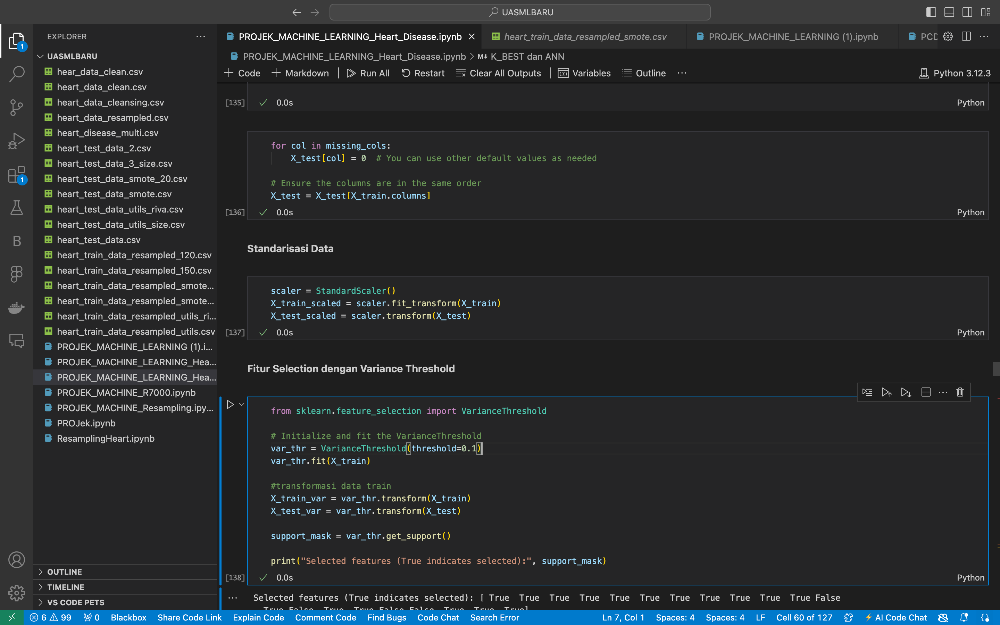 UASMLBARU
EXPLORER
UASMLBARU
hear_data_clean.csv
heart_data_clean.csv
heart_data_cleansing.csv
heart_data_resampled.csv
heart_disease_multi.csv
heart_test_data_2.csv
heart_test_data_3_size.csv
heart_test_data_smote_20.csv
heart_test_data_smote.csv
heart_test_data_utils_riva.csv
heart_test_data_utils_size.csv
heart_test_data.csv
heart_train_data_resampled_120.csv
heart_train_data_resampled_150.csv
heart_train_data_resampled_smote...
heart_train_data_resampled_smote...
heart_train_data_resampled_utils_ri...
heart_train_data_resampled_utils.csv
PROJEK_MACHINE_LEARNING (1).i...
PROJEK_MACHINE_LEARNING_Hea...
PROJEK_MACHINE_LEARNING_Hea...
PROJEK_MACHINE_R7000.ipynb
PROJEK_MACHINE_Resampling.ipy...
PROJek.ipynb
ResamplingHeart.ipynb
OUTLINE
TIMELINE
VS CODE PETS
1
1
B
PROJEK_MACHINE_LEARNING_Heart_Disease.ipynb heart_train_data_resampled_smote.csv PROJEK_MACHINE_LEARNING (1).ipynb PCD
PROJEK_MACHINE_LEARNING_Heart_Disease.ipynb > M↓ K_BEST dan ANN
+ Code + Markdown Run All Restart Clear All Outputs Variables Outline ... Python 3.12.3
[135] ✓ 0.0s Python
for col in missing_cols:
    X_test[col] = 0  # You can use other default values as needed
# Ensure the columns are in the same order
X_test = X_test[X_train.columns]
[136] ✓ 0.0s Python
Standarisasi Data
scaler = StandardScaler()
X_train_scaled = scaler.fit_transform(X_train)
X_test_scaled = scaler.transform(X_test)
[137] ✓ 0.0s Python
Fitur Selection dengan Variance Threshold
from sklearn.feature_selection import VarianceThreshold
# Initialize and fit the VarianceThreshold
var_thr = VarianceThreshold(threshold=0.1)
var_thr.fit(X_train)
#transformasi data train
X_train_var = var_thr.transform(X_train)
X_test_var = var_thr.transform(X_test)
support_mask = var_thr.get_support()
print("Selected features (True indicates selected):", support_mask)
[138] ✓ 0.0s Python
... Selected features (True indicates selected): [ True  True  True  True  True  True  True  True  True  True  True False
True False  True  True False False  True  True  True]
6 99 0 Blackbox Share Code Link Explain Code Comment Code Find Bugs Code Chat Search Error Ln 7, Col 1 Spaces: 4 Spaces: 4 LF Cell 60 of 127 ⚡ AI Code Chat